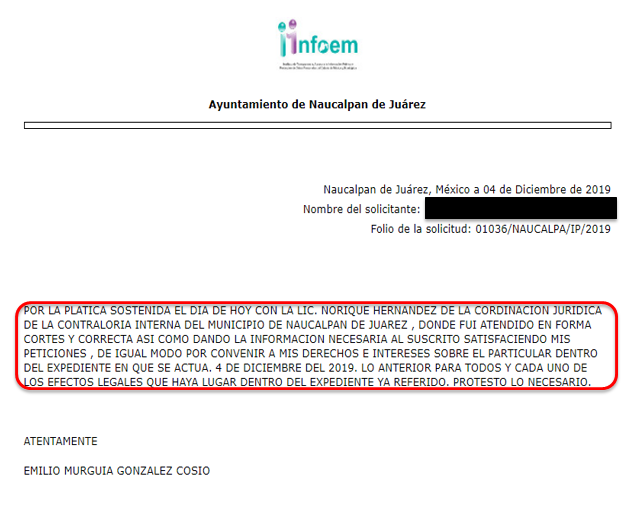 infoem
Ayuntamiento de Naucalpan de Juárez
Naucalpan de Juárez, México a 04 de Diciembre de 2019
Nombre del solicitante:
Folio de la solicitud: 01036/NAUCALPA/IP/2019
POR LA PLATICA SOSTENIDA EL DIA DE HOY CON LA LIC. NORIQUE HERNANDEZ DE LA CORDINACION JURIDICA
DE LA CONTRALORIA INTERNA DEL MUNICIPIO DE NAUCALPAN DE JUAREZ , DONDE FUI ATENDIDO EN FORMA
CORTES Y CORRECTA ASI COMO DANDO LA INFORMACION NECESARIA AL SUSCRITO SATISFACIENDO MIS
PETICIONES , DE IGUAL MODO POR CONVENIR A MIS DERECHOS E INTERESES SOBRE EL PARTICULAR DENTRO
DEL EXPEDIENTE EN QUE SE ACTUA. 4 DE DICIEMBRE DEL 2019. LO ANTERIOR PARA TODOS Y CADA UNO DE
LOS EFECTOS LEGALES QUE HAYA LUGAR DENTRO DEL EXPEDIENTE YA REFERIDO. PROTESTO LO NECESARIO.
ATENTAMENTE
EMILIO MURGUIA GONZALEZ COSIO